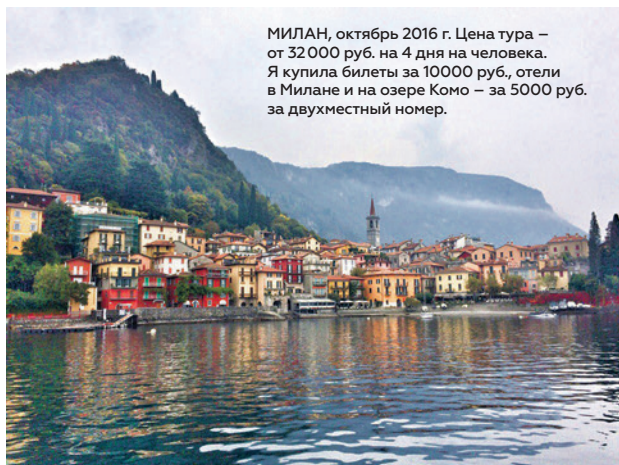 МИЛАН, октябрь 2016 г. Цена тура –
от 32 000 руб. на 4 дня на человека.
Я купила билеты за 10000 руб., отели
в Милане и на озере Комо – за 5000 руб.
за двухместный номер.